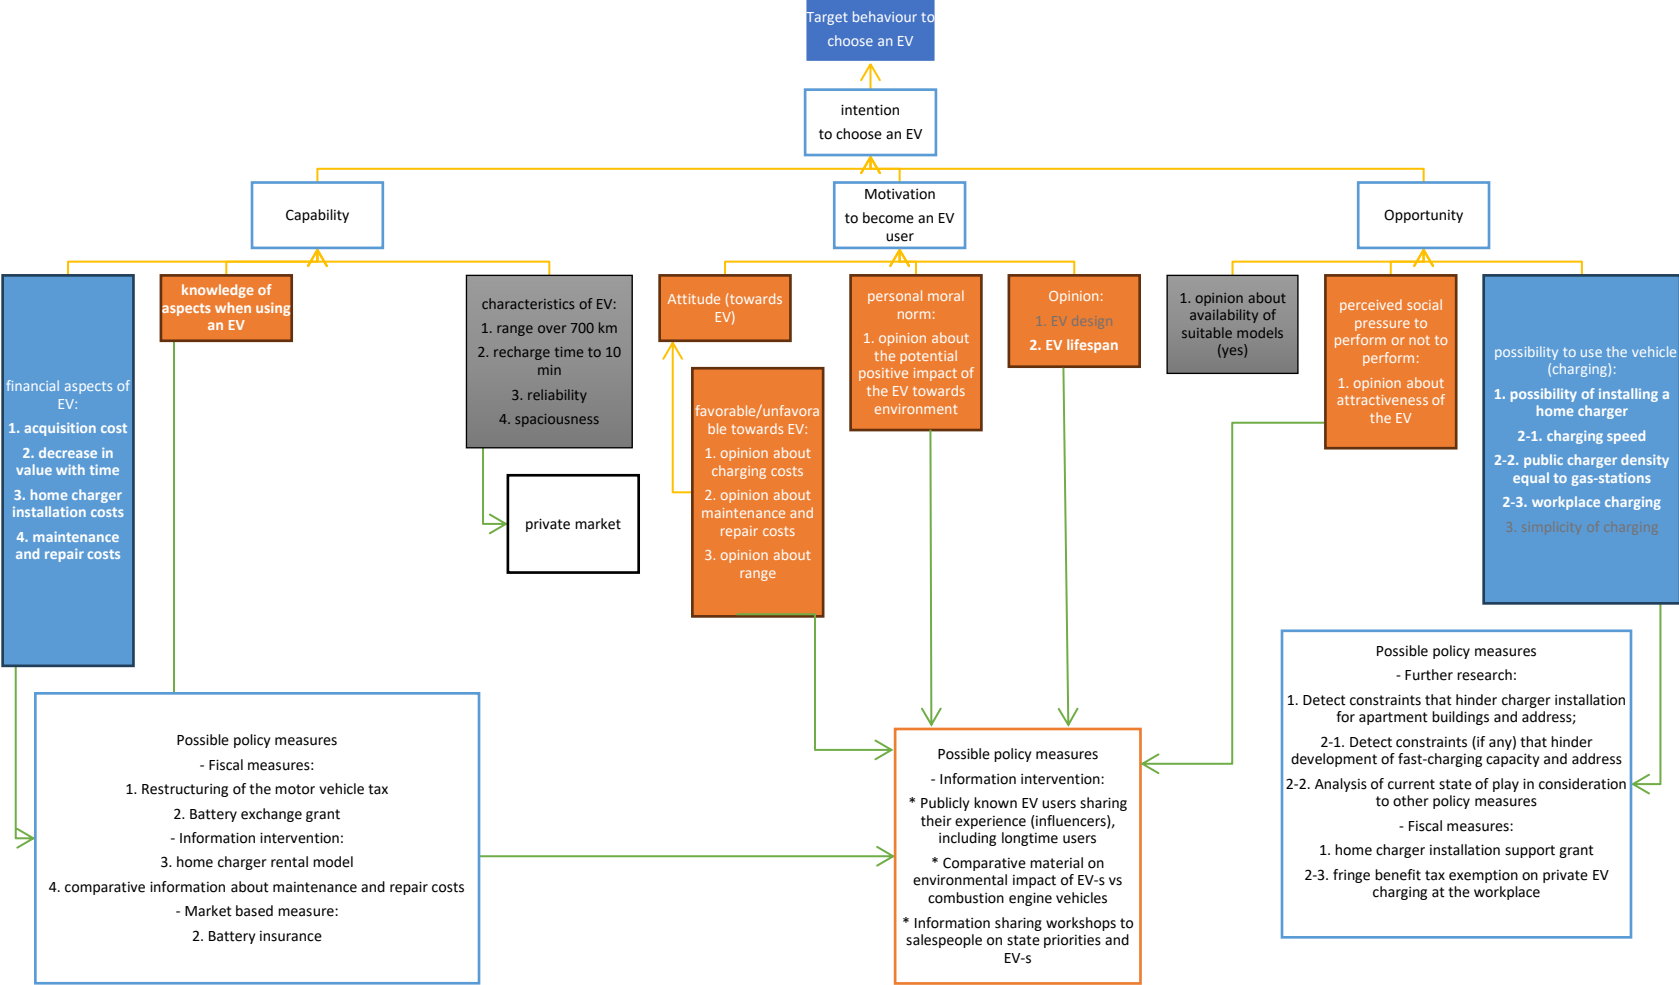 Target behaviour to
choose an EV
intention
to choose an EV
Capability
Motivation
to become an EV
user
Opportunity
financial aspects of
EV:
1. acquisition cost
2. decrease in
value with time
3. home charger
installation costs
4. maintenance
and repair costs
knowledge of
aspects when using
an EV
characteristics of EV:
1. range over 700 km
2. recharge time to 10
min
3. reliability
4. spaciousness
private market
Attitude (towards
EV)
favorable/unfavora
ble towards EV:
1. opinion about
charging costs
2. opinion about
maintenance and
repair costs
3. opinion about
range
personal moral
norm:
1. opinion about
the potential
positive impact of
the EV towards
environment
Opinion:
1. EV design
2. EV lifespan
1. opinion about
availability of
suitable models
(yes)
perceived social
pressure to
perform or not to
perform:
1. opinion about
attractiveness of
the EV
possibility to use the vehicle
(charging):
1. possibility of installing a
home charger
2-1. charging speed
2-2. public charger density
equal to gas-stations
2-3. workplace charging
3. simplicity of charging
Possible policy measures
- Fiscal measures:
1. Restructuring of the motor vehicle tax
2. Battery exchange grant
- Information intervention:
3. home charger rental model
4. comparative information about maintenance and repair costs
- Market based measure:
2. Battery insurance
Possible policy measures
- Information intervention:
* Publicly known EV users sharing
their experience (influencers),
including longtime users
* Comparative material on
environmental impact of EV-s vs
combustion engine vehicles
* Information sharing workshops to
salespeople on state priorities and
EV-s
Possible policy measures
- Further research:
1. Detect constraints that hinder charger installation
for apartment buildings and address;
2-1. Detect constraints (if any) that hinder
development of fast-charging capacity and address
2-2. Analysis of current state of play in consideration
to other policy measures
- Fiscal measures:
1. home charger installation support grant
2-3. fringe benefit tax exemption on private EV
charging at the workplace